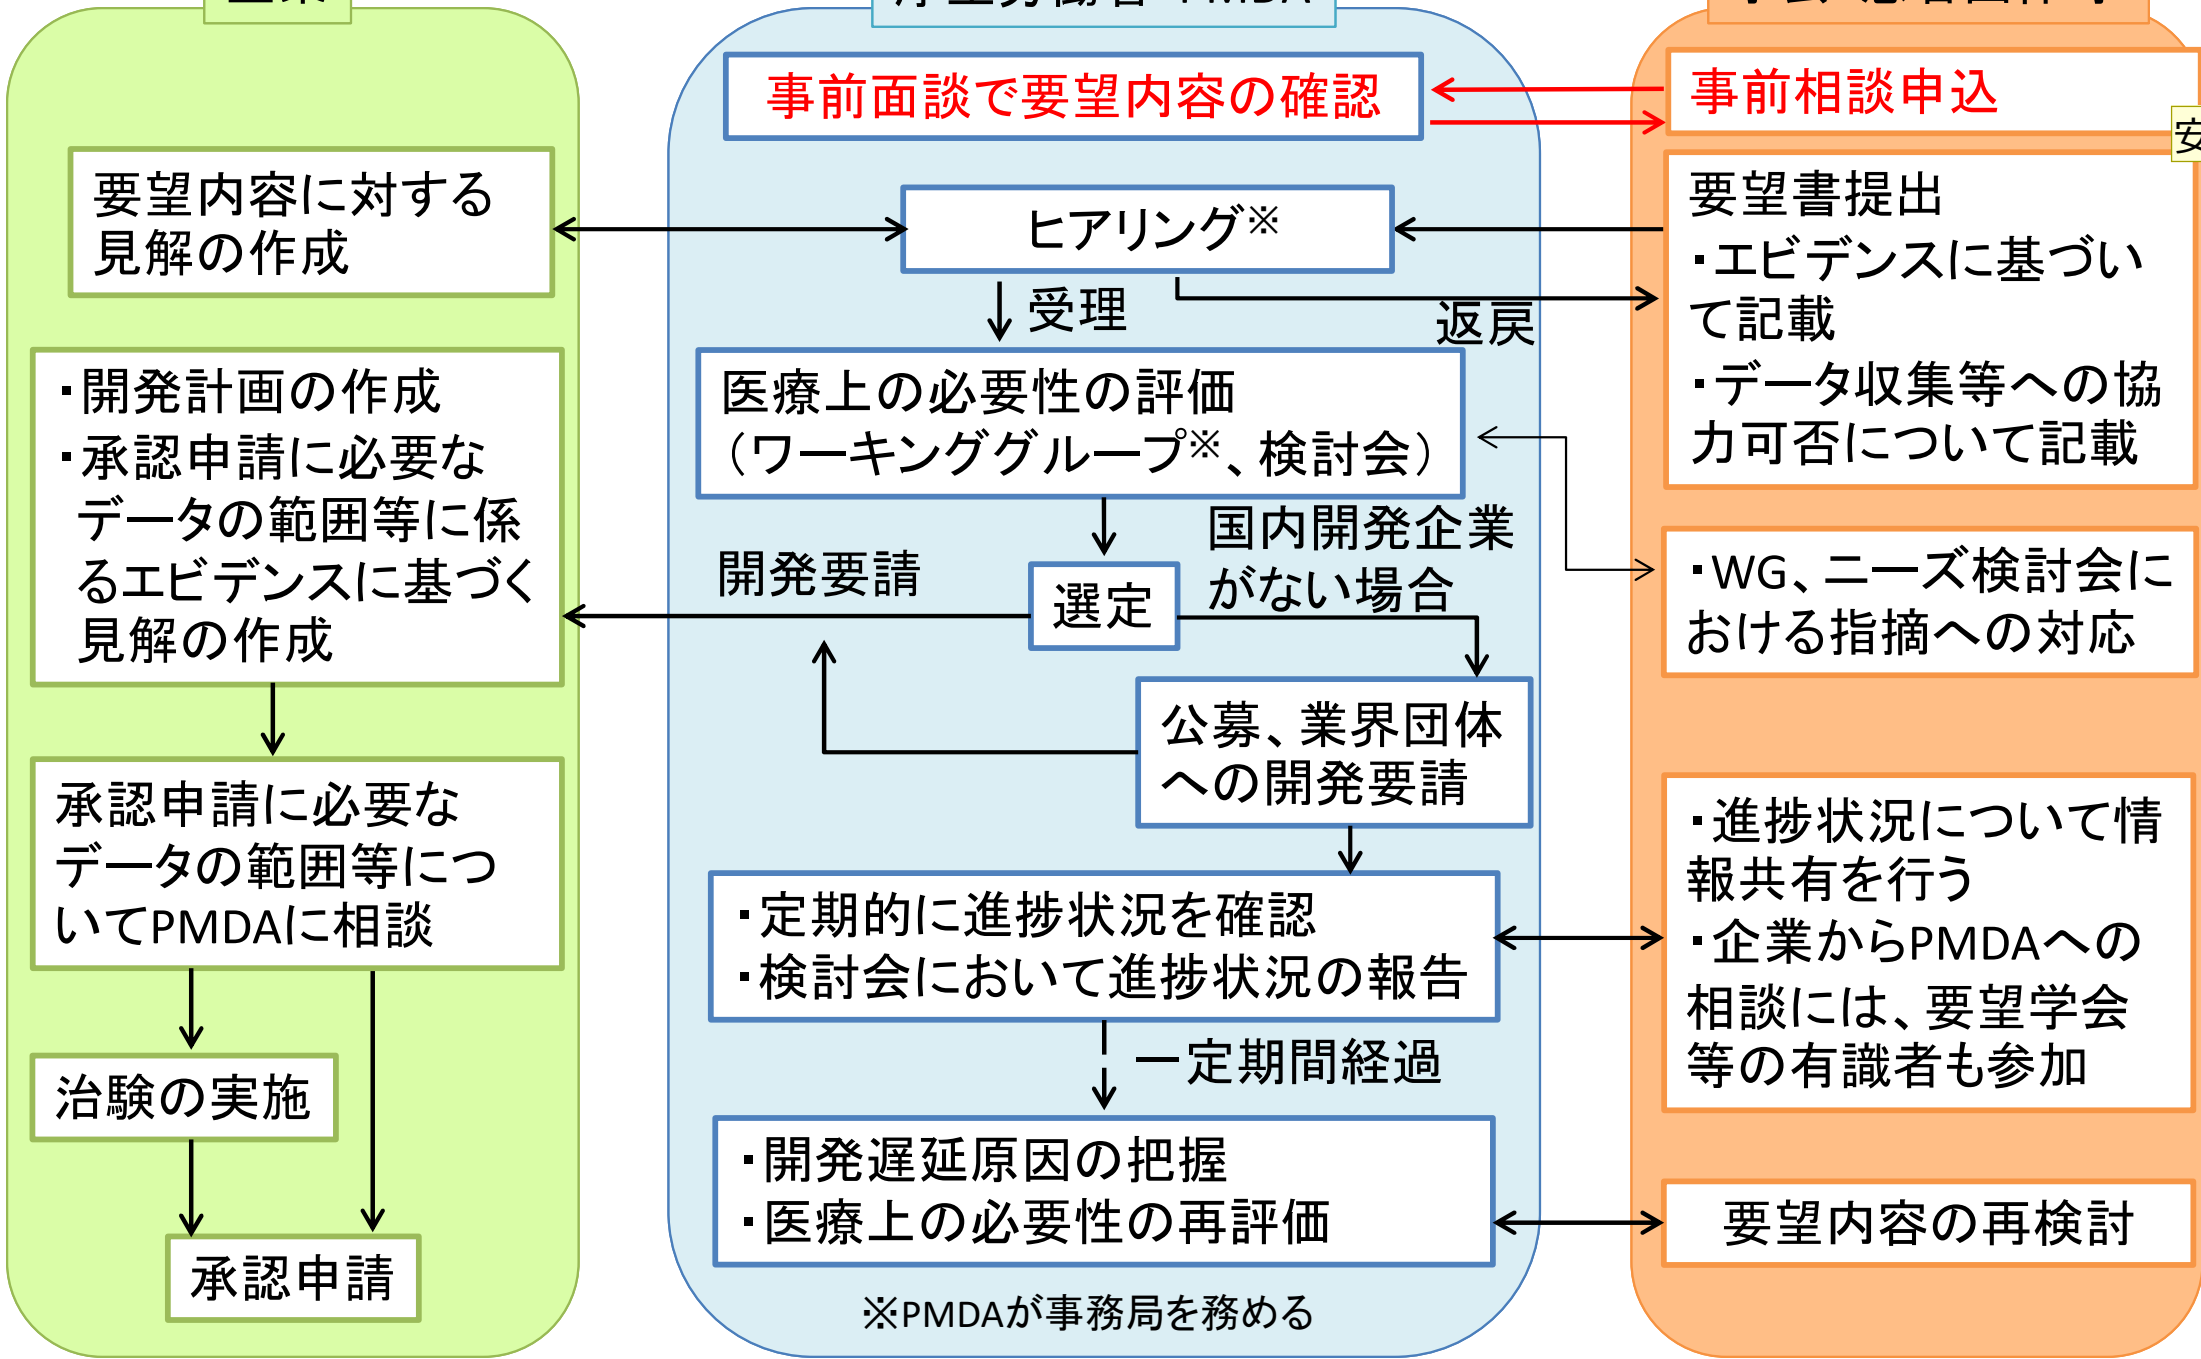 事前面談で要望内容の確認
事前相談申込
要望内容に対する
見解の作成
ヒアリング※
要望書提出
・エビデンスに基づい
て記載
・データ収集等への協
力可否について記載
受理
返戻
・開発計画の作成
・承認申請に必要な
データの範囲等に係
るエビデンスに基づく
見解の作成
医療上の必要性の評価
（ワーキンググループ※、検討会）
開発要請
選定
国内開発企業
がない場合
・WG、ニーズ検討会に
おける指摘への対応
公募、業界団体
への開発要請
承認申請に必要な
データの範囲等につ
いてPMDAに相談
・定期的に進捗状況を確認
・検討会において進捗状況の報告
・進捗状況について情
報共有を行う
・企業からPMDAへの
相談には、要望学会
等の有識者も参加
一定期間経過
治験の実施
・開発遅延原因の把握
・医療上の必要性の再評価
要望内容の再検討
承認申請
※PMDAが事務局を務める